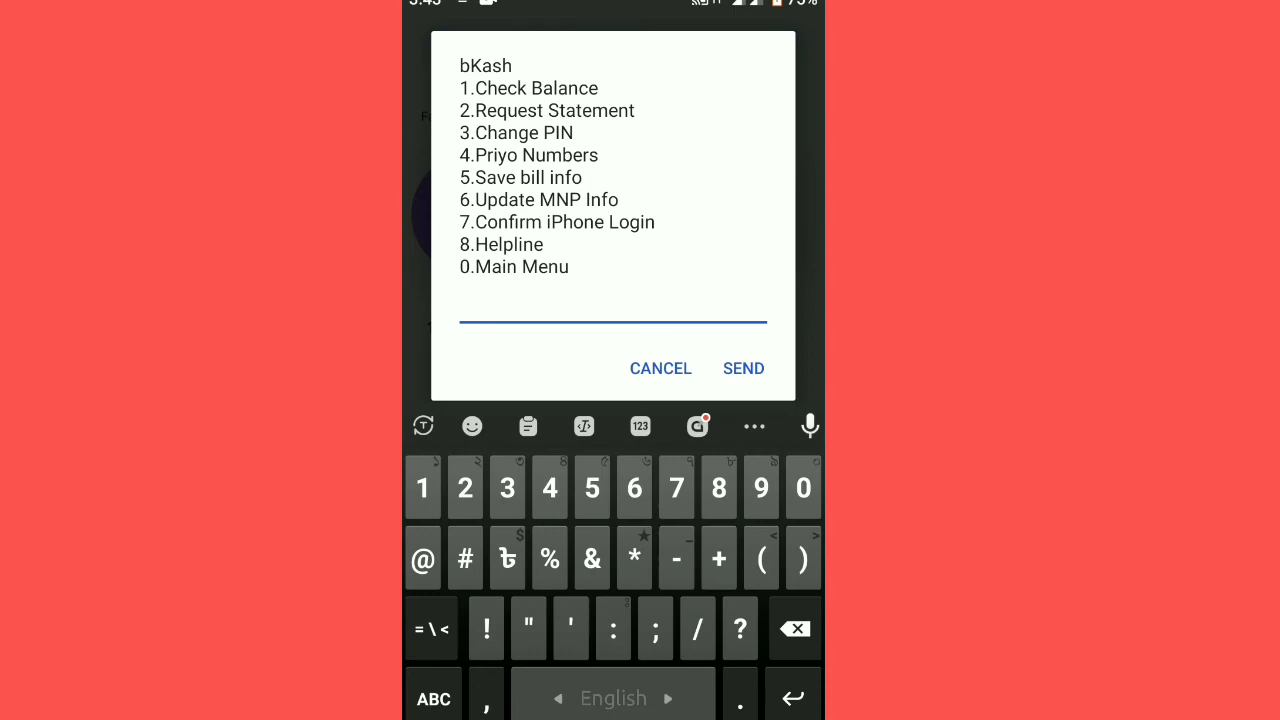 bKash
1.Check Balance
2.Request Statement
3.Change PIN
4.Priyo Numbers
5.Save bill info
6.Update MNP Info
7.Confirm iPhone Login
8.Helpline
0.Main Menu
CANCEL SEND
123
1 2 3 4 5 6 7 8 9 0
@ # ৳ % & * - + ( )
= \ < ! " ' : ; / ?
ABC , English .